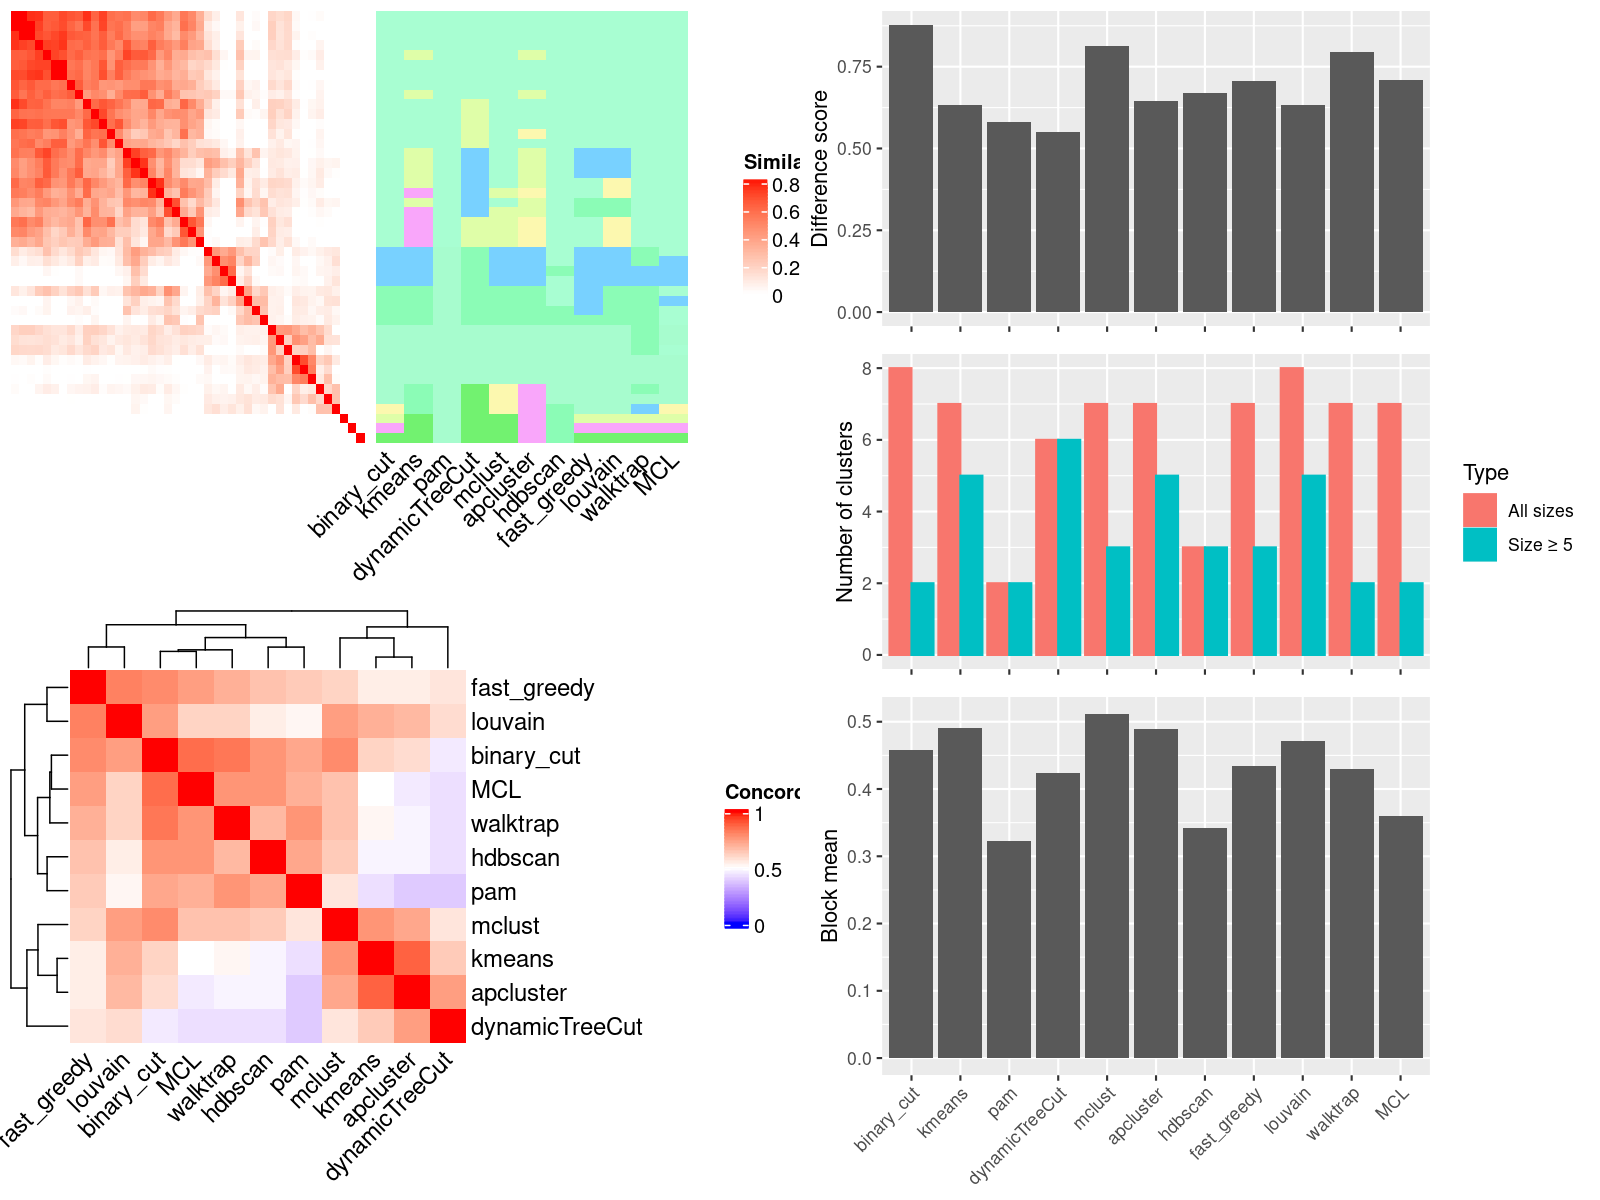 Simila
0.8
0.6
0.4
0.2
0
binary_cut
kmeans
pam
dynamicTreeCut
mclust
apcluster
hdbscan
fast_greedy
louvain
walktrap
MCL
fast_greedy
louvain
binary_cut
MCL
walktrap
hdbscan
pam
mclust
kmeans
apcluster
dynamicTreeCut
Concord
1
0.5
0
fast_greedy
louvain
binary_cut
MCL
walktrap
hdbscan
pam
mclust
kmeans
apcluster
dynamicTreeCut
Difference score
0.75
0.50
0.25
0.00
Number of clusters
8
6
4
2
0
Type
All sizes
Size ≥ 5
Block mean
0.5
0.4
0.3
0.2
0.1
0.0
binary_cut
kmeans
pam
dynamicTreeCut
mclust
apcluster
hdbscan
fast_greedy
louvain
walktrap
MCL